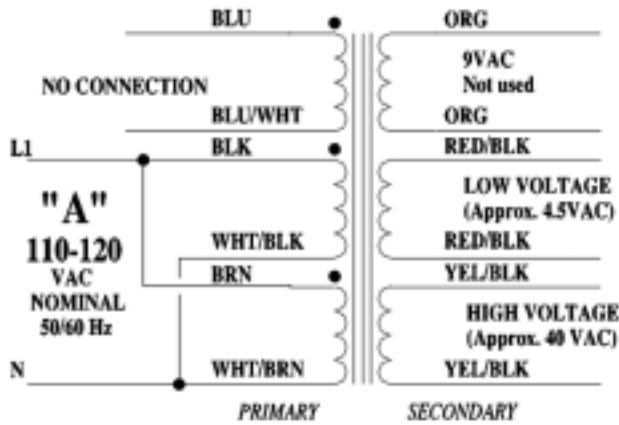 BLU
ORG
9VAC
Not used
NO CONNECTION
BLU/WHT
ORG
L1
BLK
RED/BLK
"A"
110-120
VAC
NOMINAL
50/60 Hz
LOW VOLTAGE
(Approx. 4.5VAC)
WHT/BLK
RED/BLK
BRN
YEL/BLK
HIGH VOLTAGE
(Approx. 40 VAC)
N
WHT/BRN
YEL/BLK
PRIMARY
SECONDARY